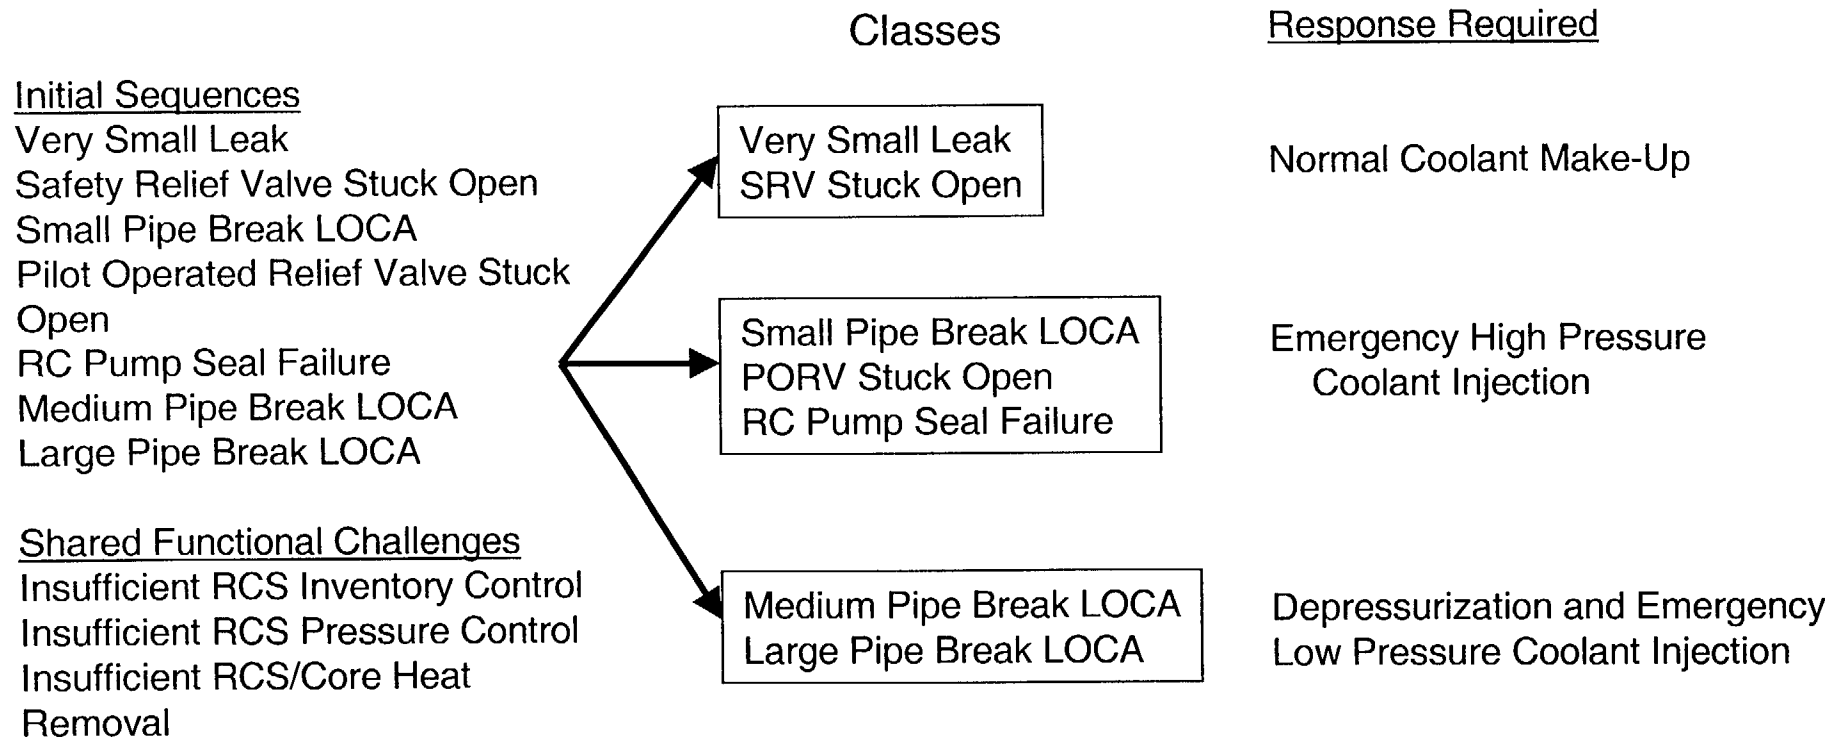 Classes
Response Required
Initial Sequences
Very Small Leak
Safety Relief Valve Stuck Open
Small Pipe Break LOCA
Pilot Operated Relief Valve Stuck
Open
RC Pump Seal Failure
Medium Pipe Break LOCA
Large Pipe Break LOCA
Shared Functional Challenges
Insufficient RCS Inventory Control
Insufficient RCS Pressure Control
Insufficient RCS/Core Heat
Removal
Very Small Leak
SRV Stuck Open
Small Pipe Break LOCA
PORV Stuck Open
RC Pump Seal Failure
Medium Pipe Break LOCA
Large Pipe Break LOCA
Normal Coolant Make-Up
Emergency High Pressure
Coolant Injection
Depressurization and Emergency
Low Pressure Coolant Injection